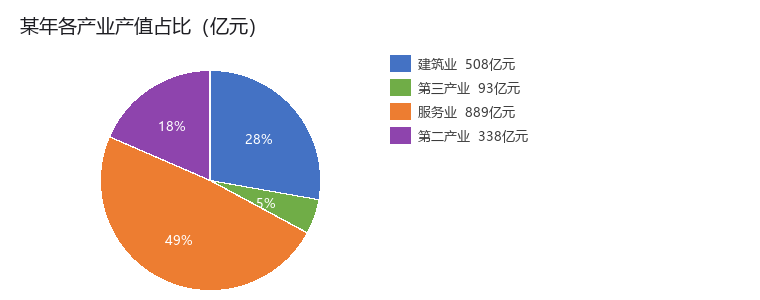 某年各产业产值占比（亿元）
建筑业 508亿元
第三产业 93亿元
服务业 889亿元
第二产业 338亿元
18%
28%
5%
49%